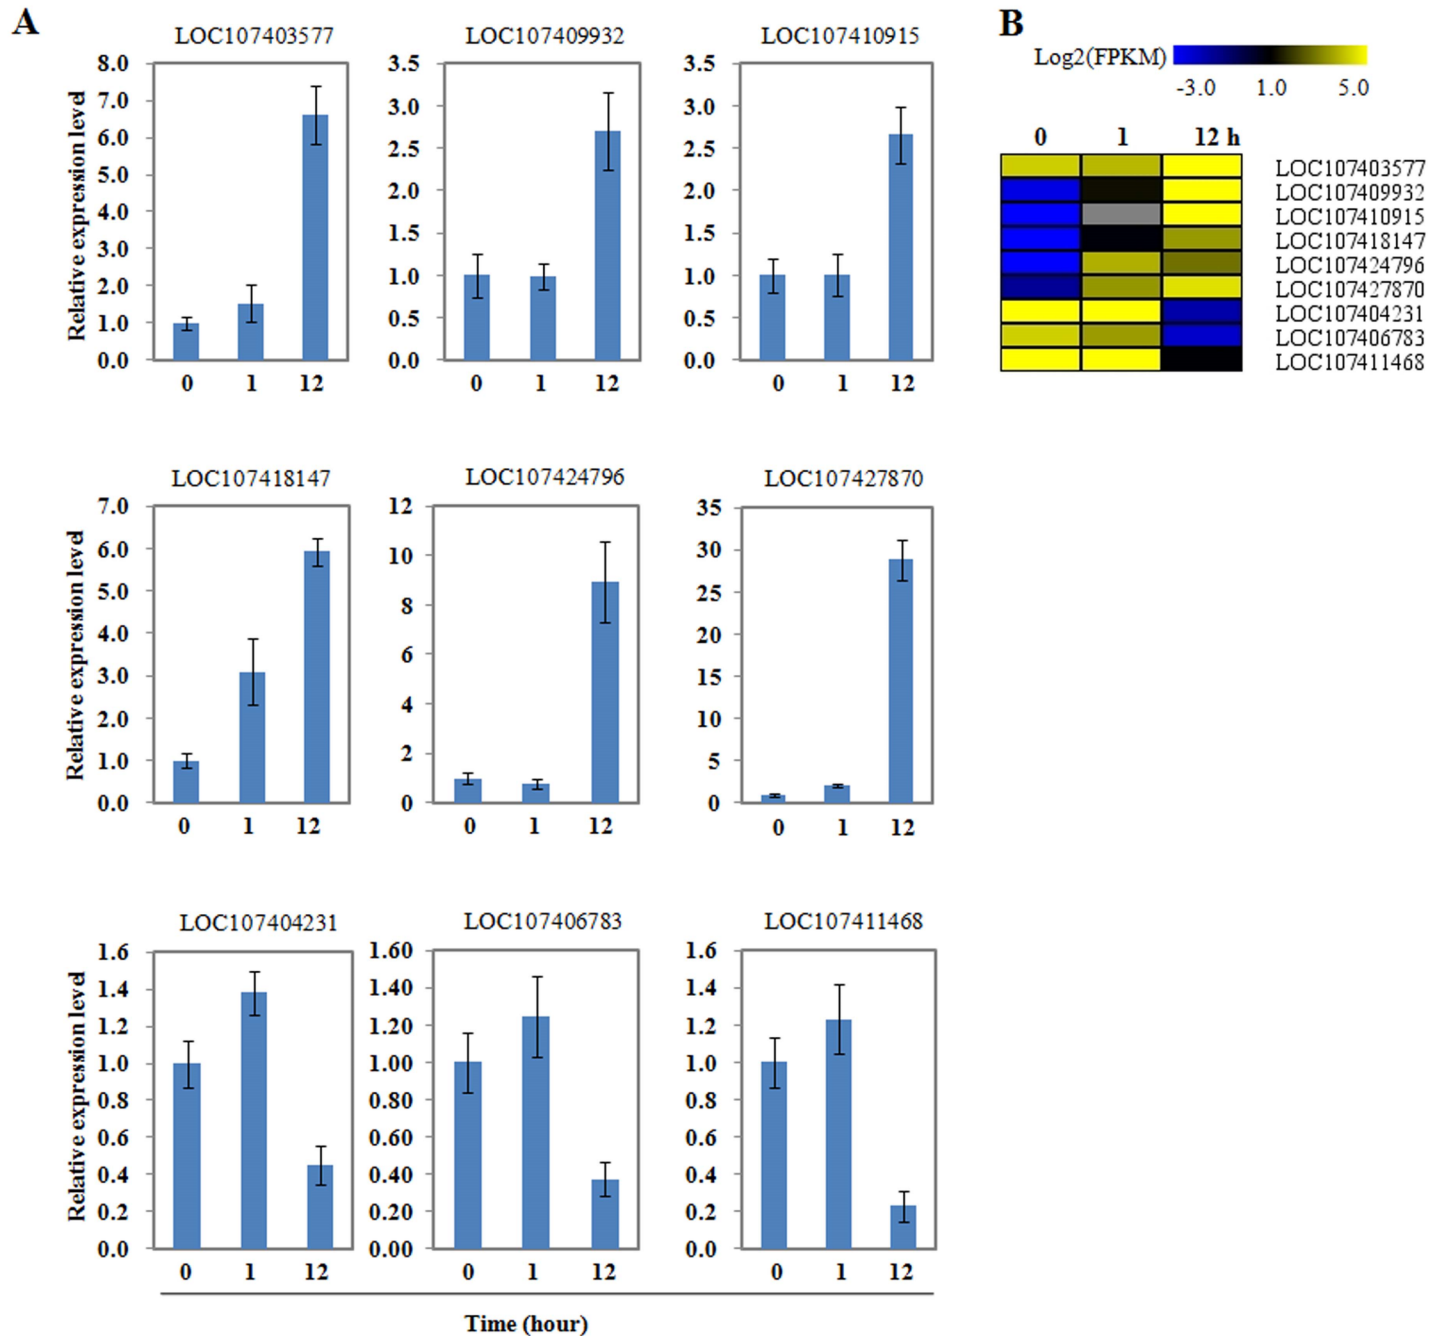 A
B
LOC107403577
LOC107409932
LOC107410915
Relative expression level
8.0
7.0
6.0
5.0
4.0
3.0
2.0
1.0
0.0
0 1 12
3.5
3.0
2.5
2.0
1.5
1.0
0.5
0.0
0 1 12
3.5
3.0
2.5
2.0
1.5
1.0
0.5
0.0
0 1 12
LOC107418147
LOC107424796
LOC107427870
Relative expression level
7.0
6.0
5.0
4.0
3.0
2.0
1.0
0.0
0 1 12
12
10
8
6
4
2
0
0 1 12
35
30
25
20
15
10
5
0
0 1 12
LOC107404231
LOC107406783
LOC107411468
Relative expression level
1.6
1.4
1.2
1.0
0.8
0.6
0.4
0.2
0.0
0 1 12
1.60
1.40
1.20
1.00
0.80
0.60
0.40
0.20
0.00
0 1 12
1.6
1.4
1.2
1.0
0.8
0.6
0.4
0.2
0.0
0 1 12
Time (hour)
Log2(FPKM)
-3.0 1.0 5.0
0 1 12 h
LOC107403577
LOC107409932
LOC107410915
LOC107418147
LOC107424796
LOC107427870
LOC107404231
LOC107406783
LOC107411468